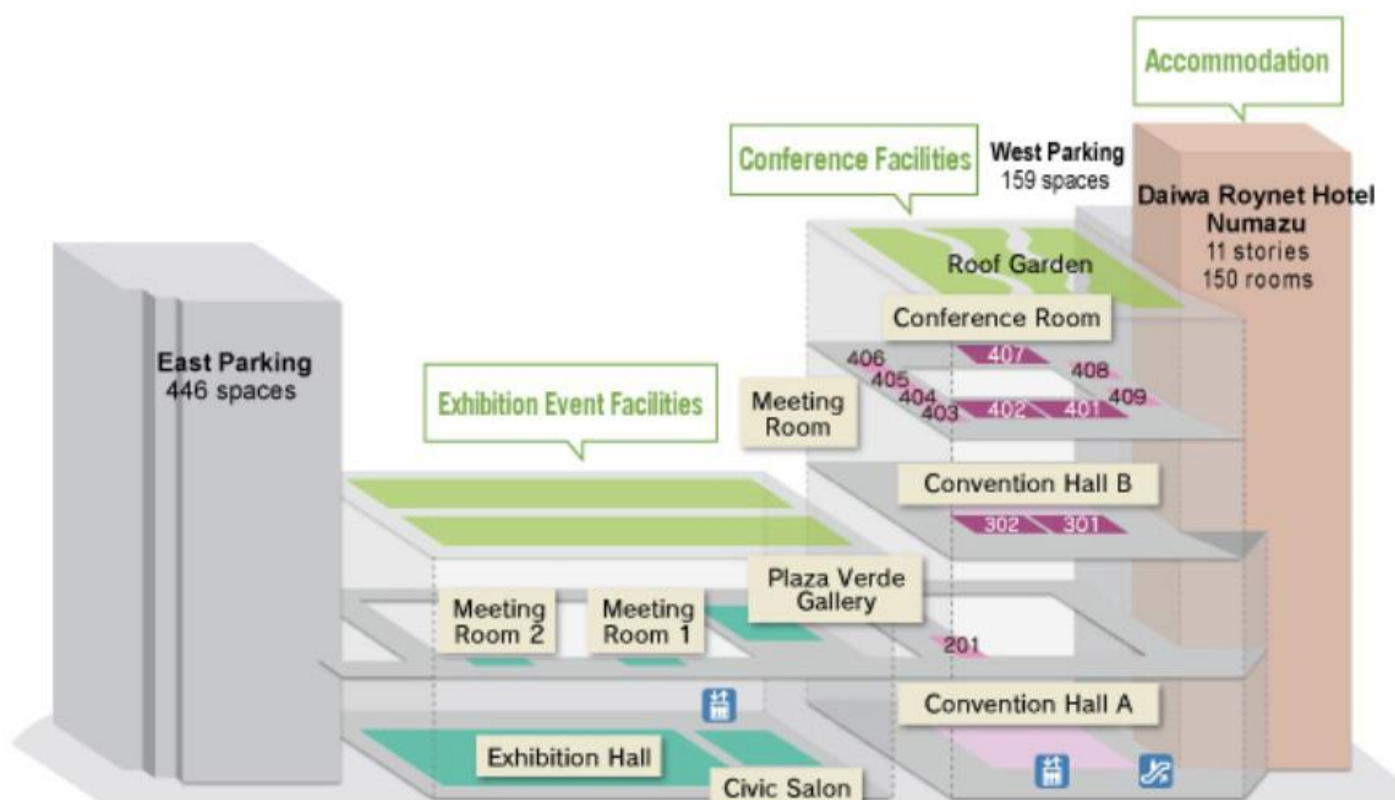 Accommodation
Conference Facilities
West Parking
159 spaces
Daiwa Roynet Hotel
Numazu
11 stories
150 rooms
Roof Garden
Conference Room
East Parking
446 spaces
406
407
408
405
404
409
403
402
401
Exhibition Event Facilities
Meeting
Room
Convention Hall B
302
301
Plaza Verde
Gallery
Meeting
Room 2
Meeting
Room 1
201
Convention Hall A
Exhibition Hall
Civic Salon